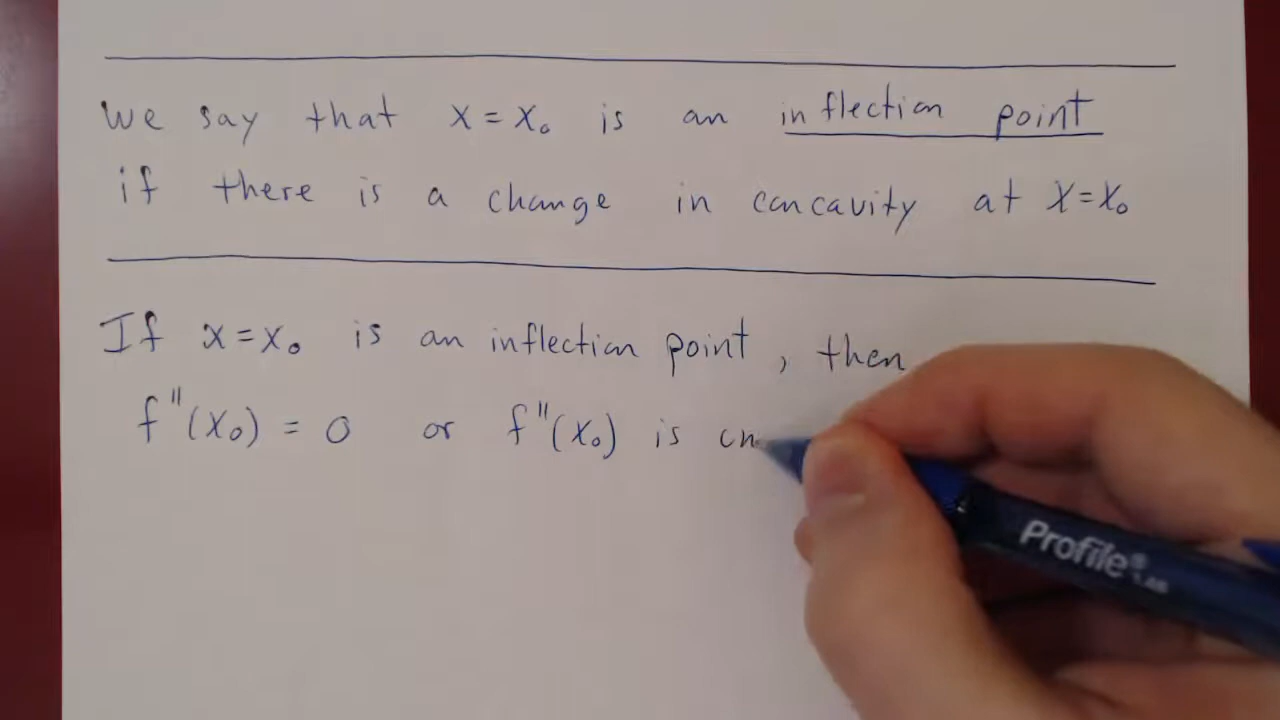 We say that x = x₀ is an inflection point
if there is a change in concavity at x = x₀
If x = x₀ is an inflection point, then
f"(x₀) = 0 or f"(x₀) is
Profile®